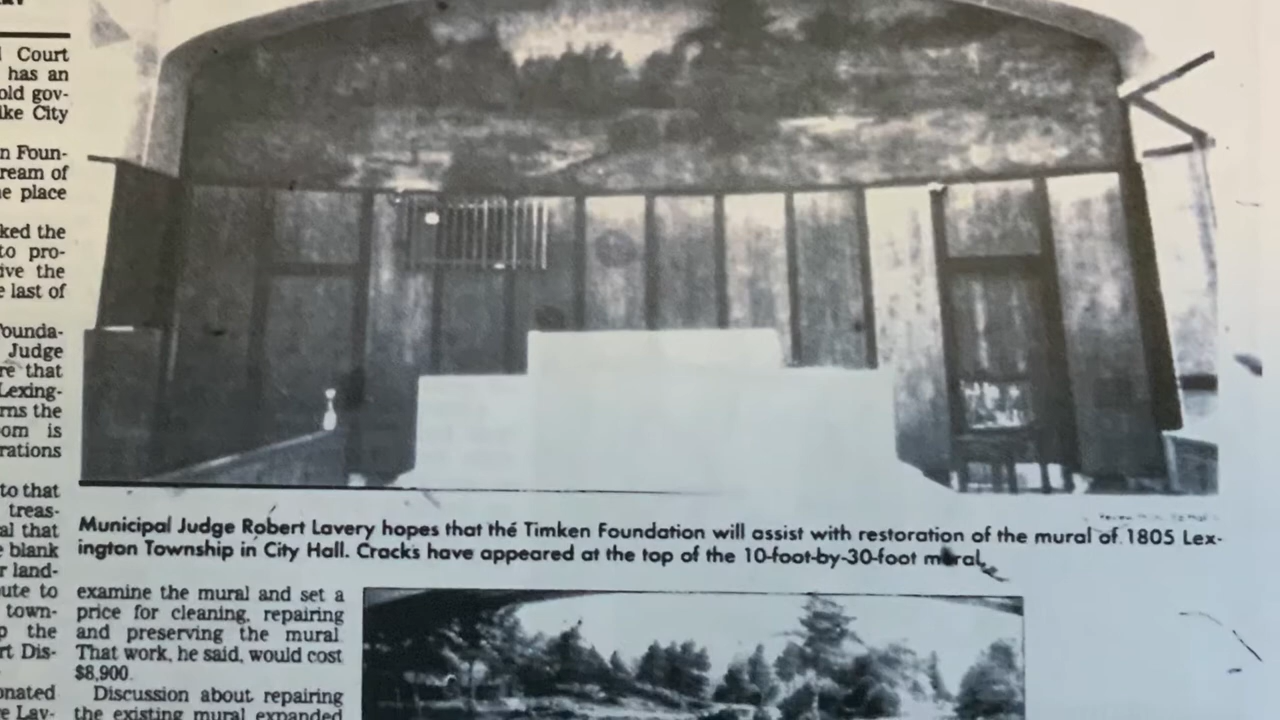 Court
has an
old gov-
ike City
n Foun-
ream of
e place
ked the
to pro-
ive the
e last of
Founda-
Judge
re that
Lexing-
rns the
om is
rations
to that
treas-
al that
e blank
r land-
ute to
town-
p the
rt Dis-
onated
e Lav-
Municipal Judge Robert Lavery hopes that the Timken Foundation will assist with restoration of the mural of 1805 Lex-
ington Township in City Hall. Cracks have appeared at the top of the 10-foot-by-30-foot mural.
examine the mural and set a
price for cleaning, repairing
and preserving the mural.
That work, he said, would cost
$8,900.
Discussion about repairing
the existing mural expanded